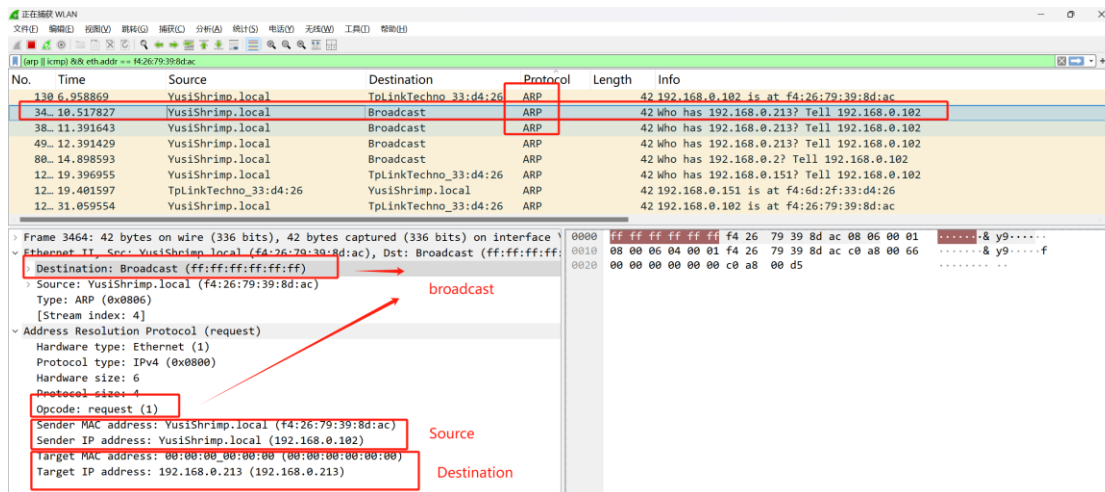 正在捕获 WLAN
文件(F) 编辑(E) 视图(V) 跳转(G) 捕获(C) 分析(A) 统计(S) 电话(Y) 无线(W) 工具(T) 帮助(H)
(arp || icmp) && eth.addr == f4:26:79:39:8d:ac
No. Time Source Destination Protocol Length Info
130 6.958869 YusiShrimp.local TpLinkTechno_33:d4:26 ARP 42 192.168.0.102 is at f4:26:79:39:8d:ac
34… 10.517827 YusiShrimp.local Broadcast ARP 42 Who has 192.168.0.213? Tell 192.168.0.102
38… 11.391643 YusiShrimp.local Broadcast ARP 42 Who has 192.168.0.213? Tell 192.168.0.102
49… 12.391429 YusiShrimp.local Broadcast ARP 42 Who has 192.168.0.213? Tell 192.168.0.102
80… 14.898593 YusiShrimp.local Broadcast ARP 42 Who has 192.168.0.2? Tell 192.168.0.102
12… 19.396955 YusiShrimp.local TpLinkTechno_33:d4:26 ARP 42 Who has 192.168.0.151? Tell 192.168.0.102
12… 19.401597 TpLinkTechno_33:d4:26 YusiShrimp.local ARP 42 192.168.0.151 is at f4:6d:2f:33:d4:26
12… 31.059554 YusiShrimp.local TpLinkTechno_33:d4:26 ARP 42 192.168.0.102 is at f4:26:79:39:8d:ac
Frame 3464: 42 bytes on wire (336 bits), 42 bytes captured (336 bits) on interface \
Ethernet II, Src: YusiShrimp.local (f4:26:79:39:8d:ac), Dst: Broadcast (ff:ff:ff:ff:
Destination: Broadcast (ff:ff:ff:ff:ff:ff)
Source: YusiShrimp.local (f4:26:79:39:8d:ac)
Type: ARP (0x0806)
[Stream index: 4]
Address Resolution Protocol (request)
Hardware type: Ethernet (1)
Protocol type: IPv4 (0x0800)
Hardware size: 6
Protocol size: 4
Opcode: request (1)
Sender MAC address: YusiShrimp.local (f4:26:79:39:8d:ac)
Sender IP address: YusiShrimp.local (192.168.0.102)
Target MAC address: 00:00:00_00:00:00 (00:00:00:00:00:00)
Target IP address: 192.168.0.213 (192.168.0.213)
broadcast
Source
Destination
0000 ff ff ff ff ff ff f4 26 79 39 8d ac 08 06 00 01 ·······& y9······
0010 08 00 06 04 00 01 f4 26 79 39 8d ac c0 a8 00 66 ·······& y9·····f
0020 00 00 00 00 00 00 c0 a8 00 d5 ········ ··